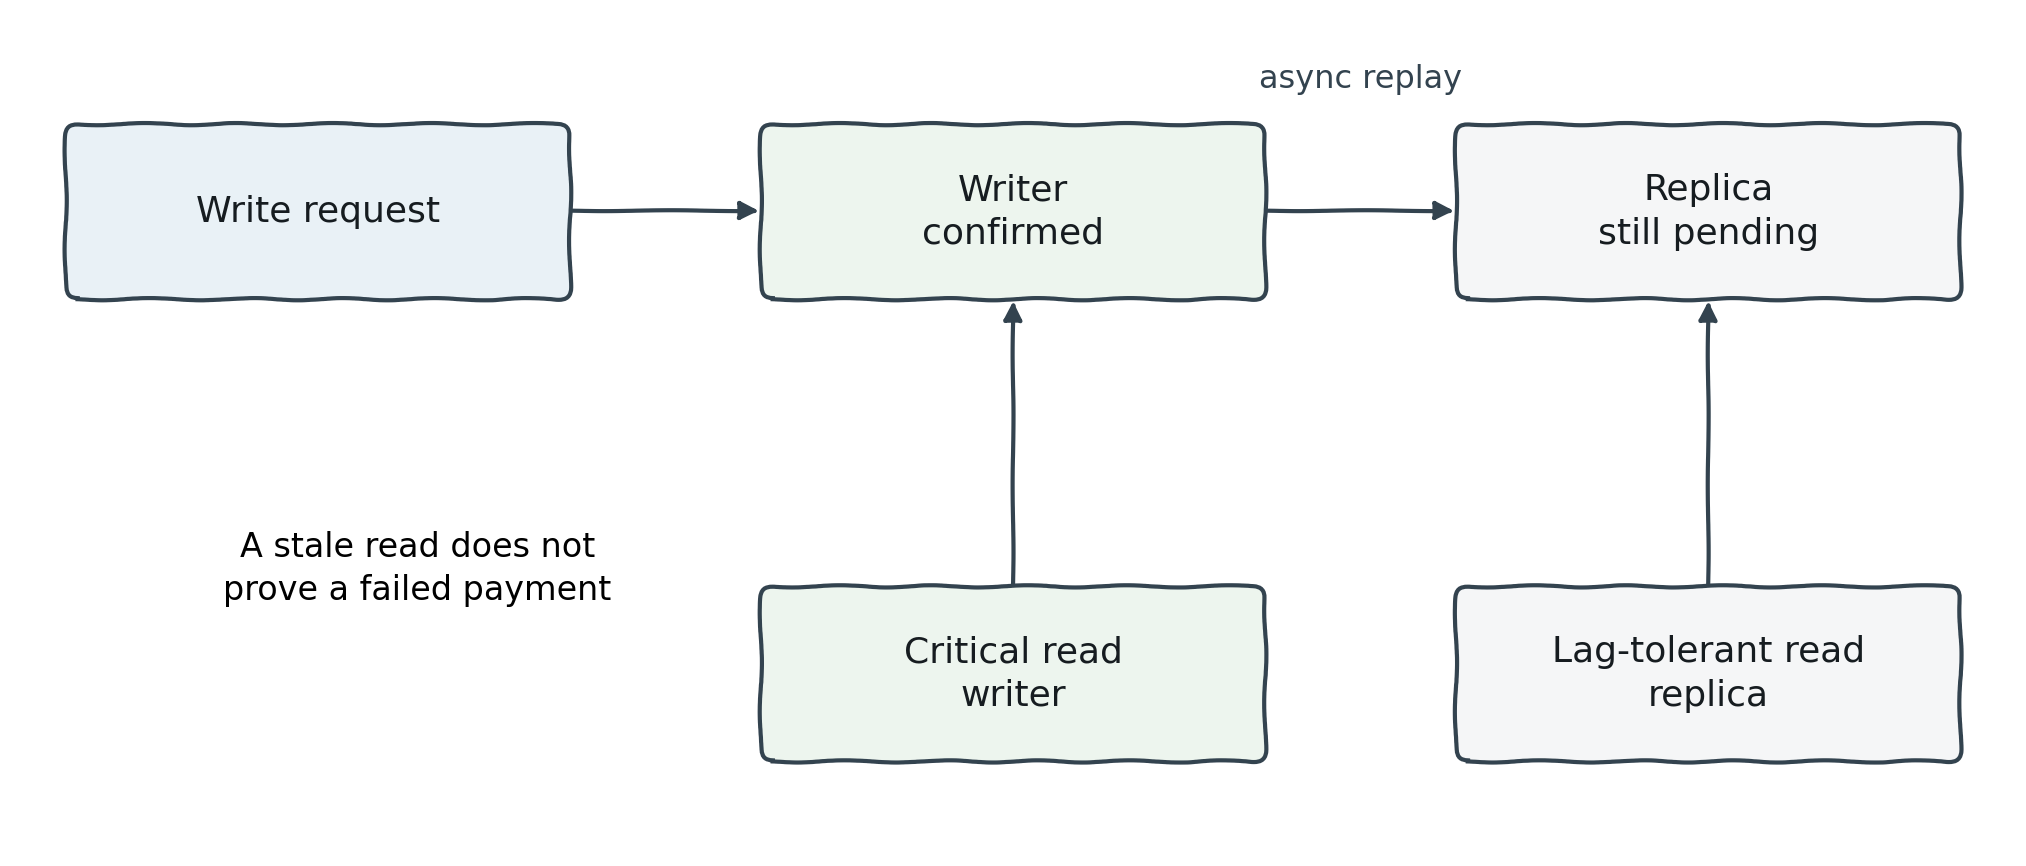 async replay
Write request
Writer
confirmed
Replica
still pending
A stale read does not
prove a failed payment
Critical read
writer
Lag-tolerant read
replica